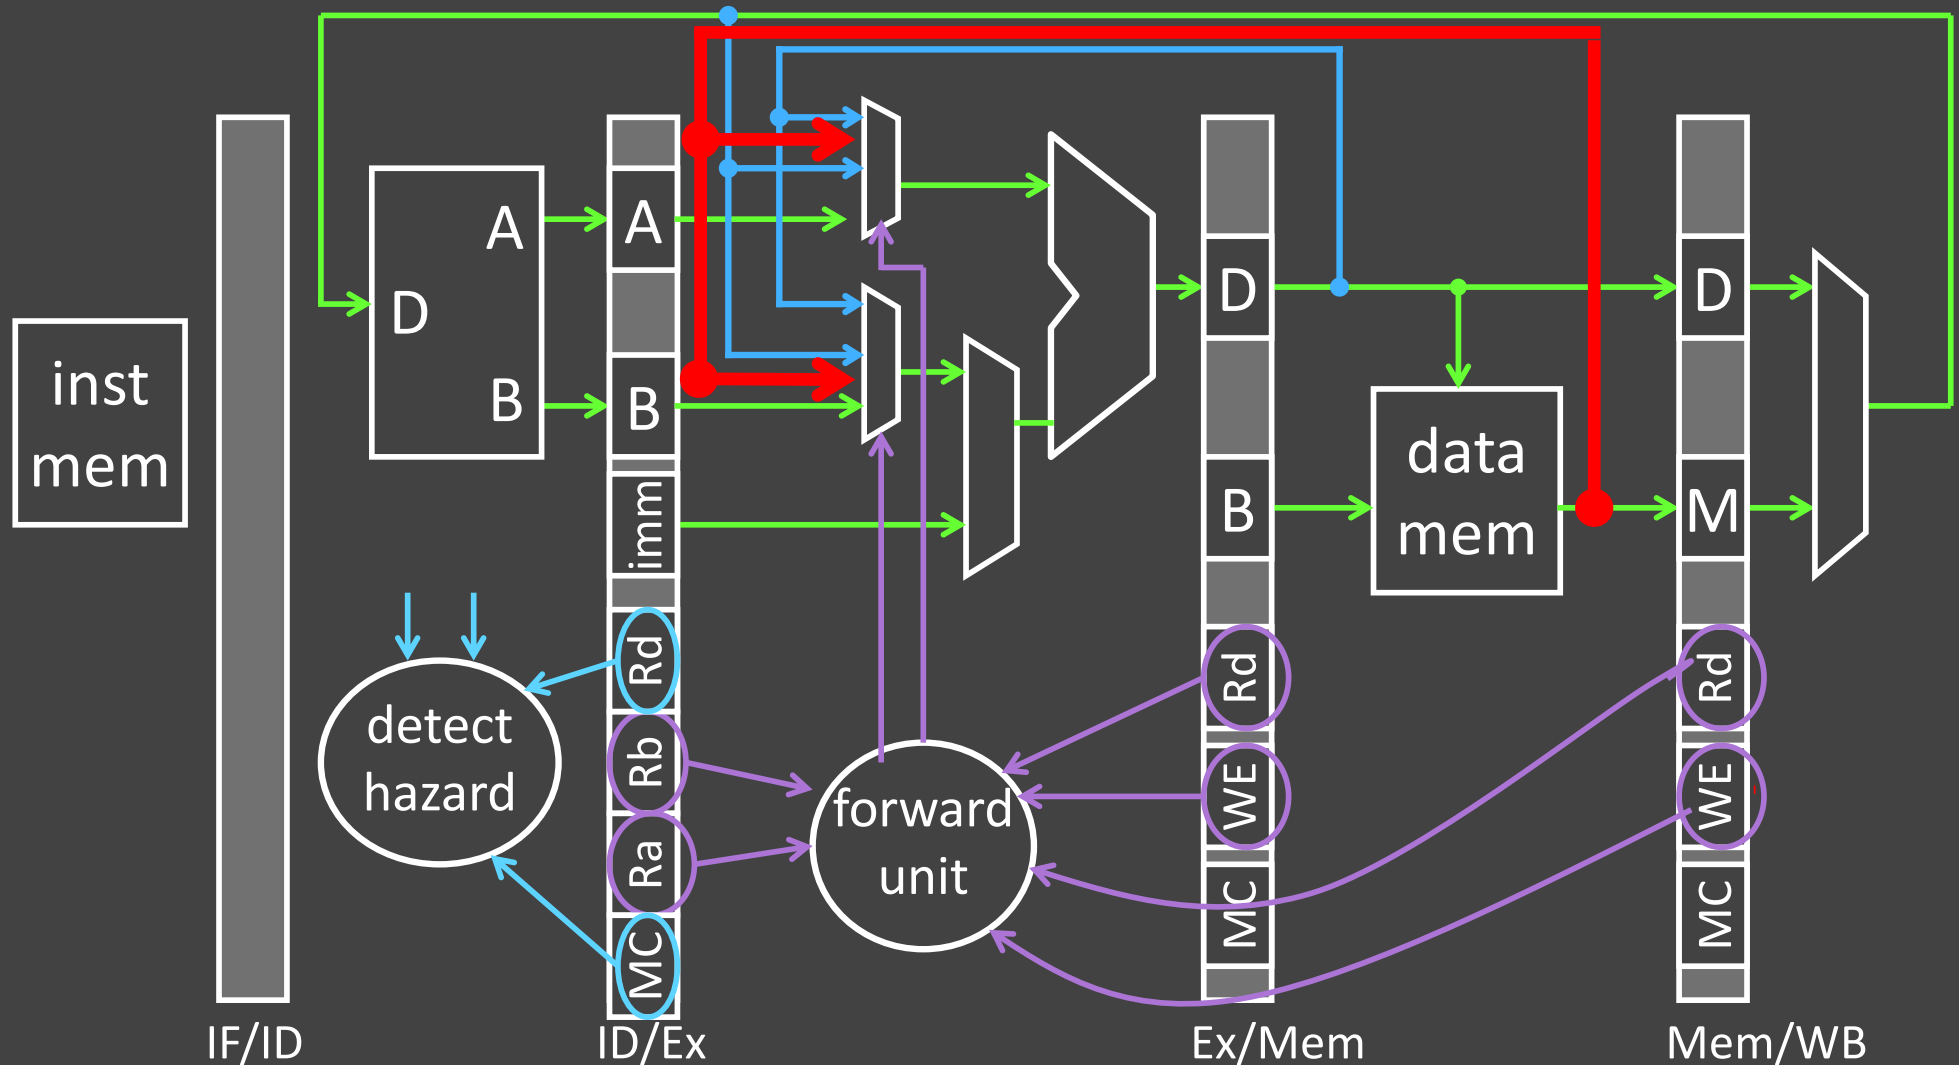 inst
mem
A
D
B
A
B
imm
Rd
Rb
Ra
MC
detect
hazard
forward
unit
D
B
Rd
WE
MC
data
mem
D
M
Rd
WE
MC
IF/ID
ID/Ex
Ex/Mem
Mem/WB